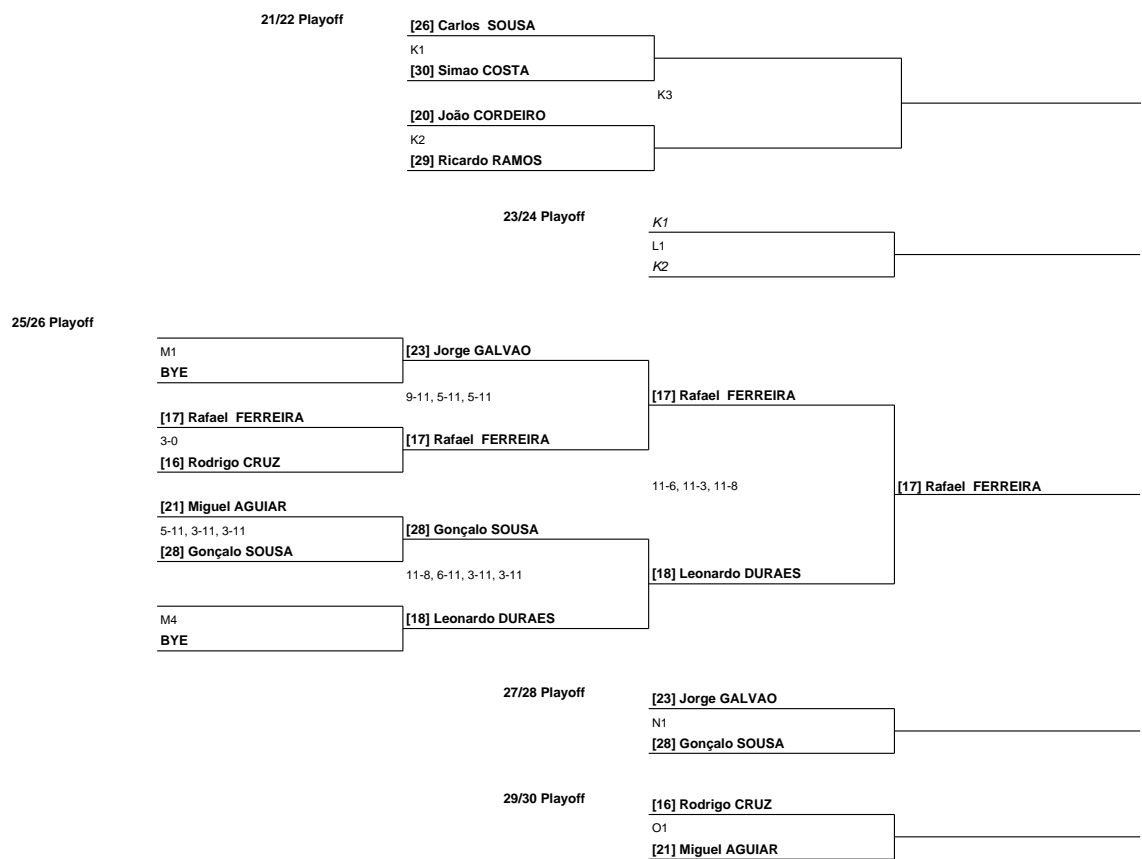 21/22 Playoff
[26] Carlos  SOUSA
K1
[30] Simao COSTA
K3
[20] João CORDEIRO
K2
[29] Ricardo RAMOS
23/24 Playoff
K1
L1
K2
25/26 Playoff
M1
BYE
[23] Jorge GALVAO
9-11, 5-11, 5-11
[17] Rafael  FERREIRA
[17] Rafael  FERREIRA
3-0
[16] Rodrigo CRUZ
[17] Rafael  FERREIRA
11-6, 11-3, 11-8
[17] Rafael  FERREIRA
[21] Miguel AGUIAR
5-11, 3-11, 3-11
[28] Gonçalo SOUSA
[28] Gonçalo SOUSA
11-8, 6-11, 3-11, 3-11
[18] Leonardo DURAES
M4
BYE
[18] Leonardo DURAES
27/28 Playoff
[23] Jorge GALVAO
N1
[28] Gonçalo SOUSA
29/30 Playoff
[16] Rodrigo CRUZ
O1
[21] Miguel AGUIAR